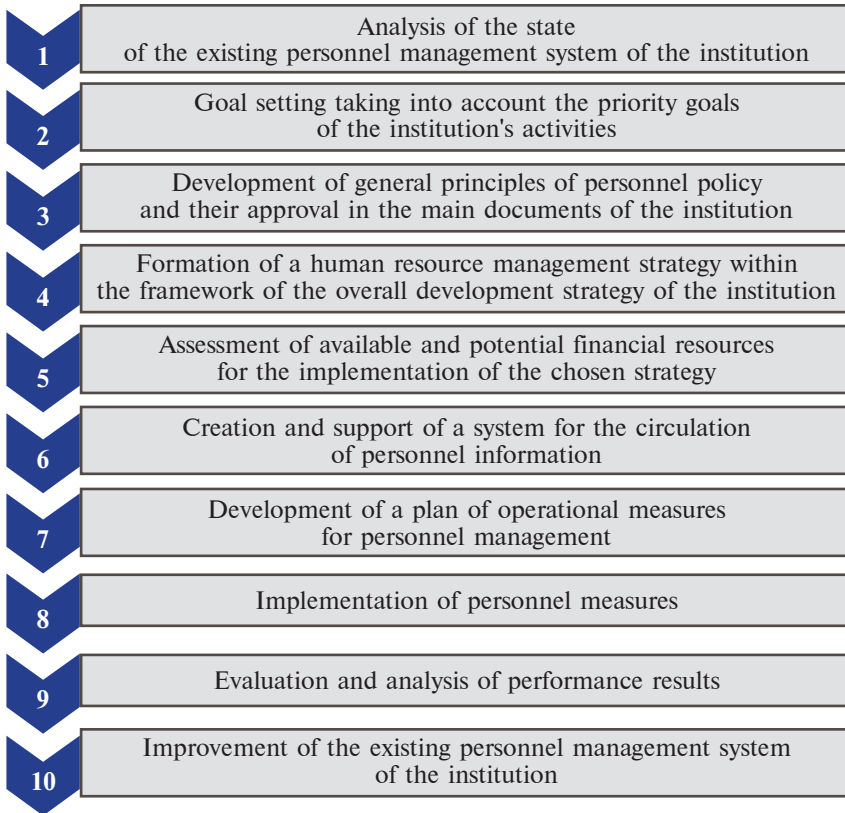 1
Analysis of the state
of the existing personnel management system of the institution
2
Goal setting taking into account the priority goals
of the institution's activities
3
Development of general principles of personnel policy
and their approval in the main documents of the institution
4
Formation of a human resource management strategy within
the framework of the overall development strategy of the institution
5
Assessment of available and potential financial resources
for the implementation of the chosen strategy
6
Creation and support of a system for the circulation
of personnel information
7
Development of a plan of operational measures
for personnel management
8
Implementation of personnel measures
9
Evaluation and analysis of performance results
10
Improvement of the existing personnel management system
of the institution